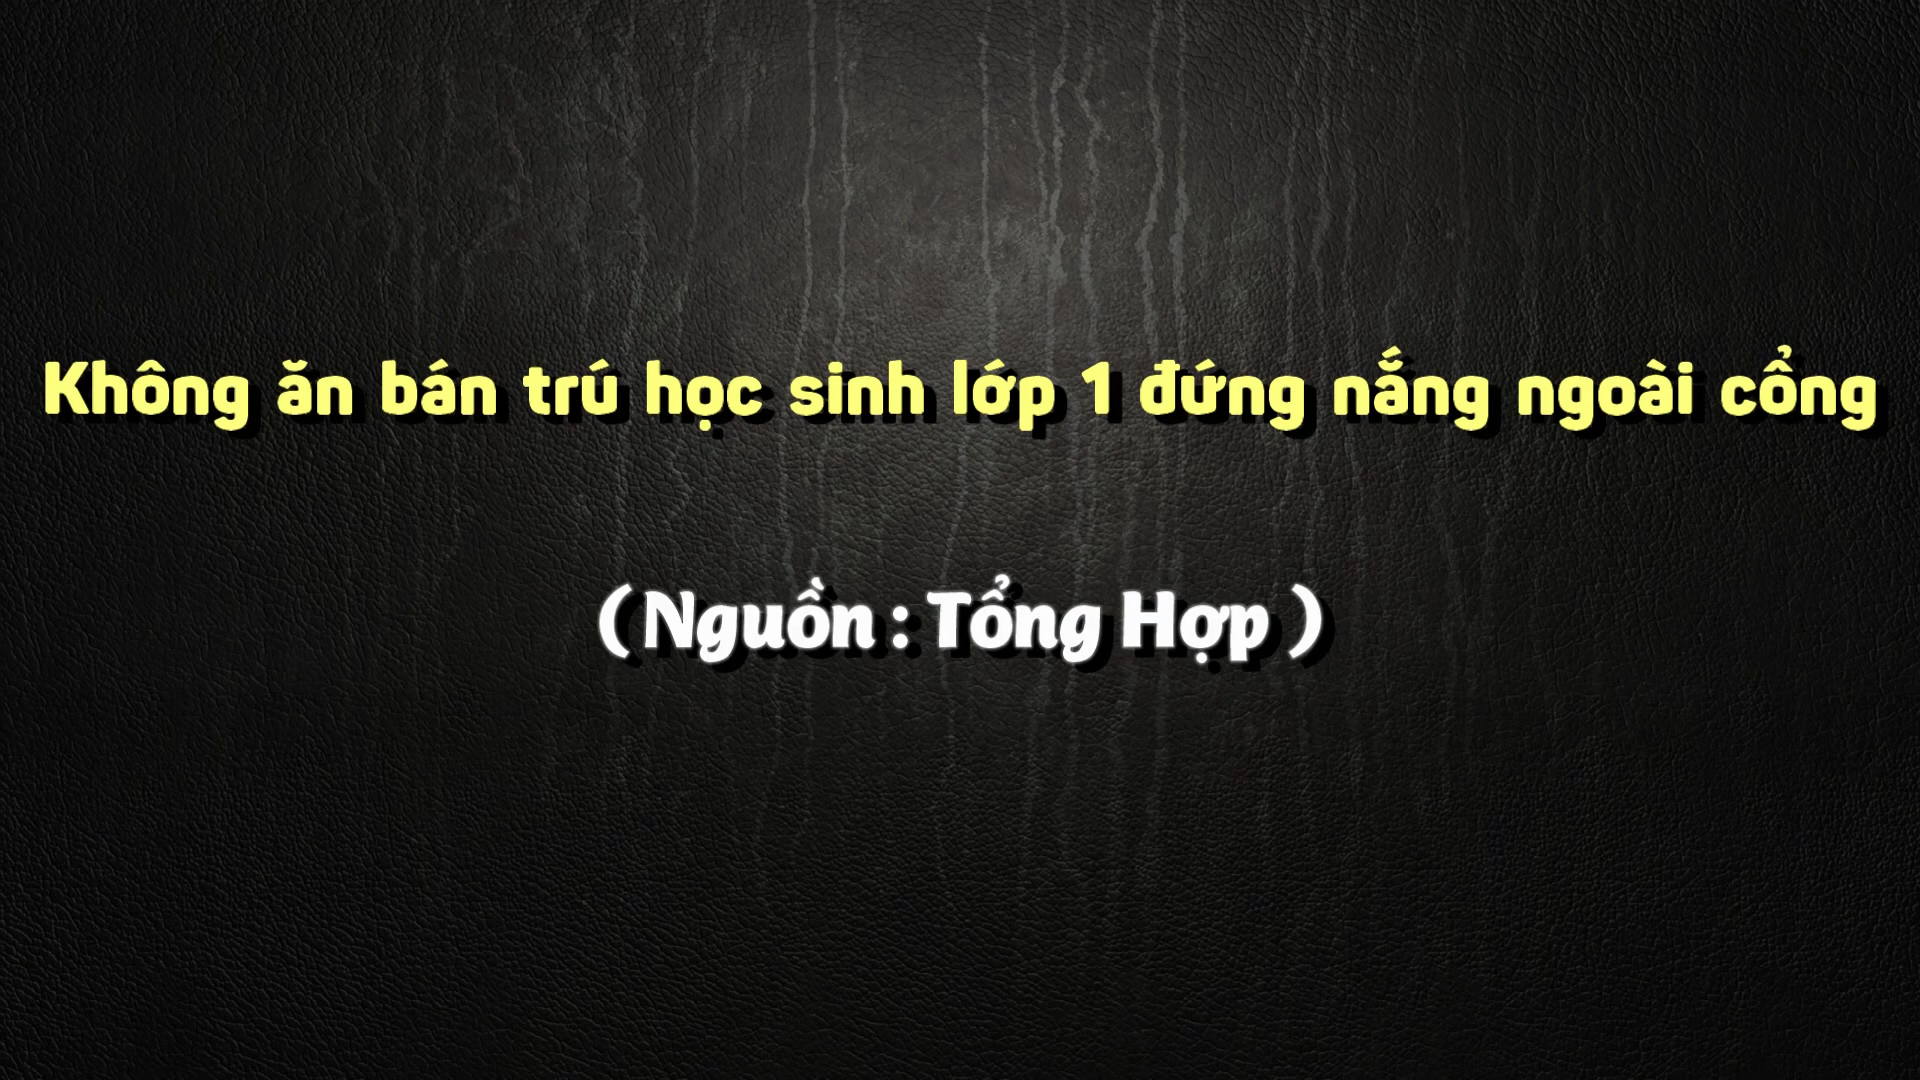 Không ăn bán trú học sinh lớp 1 đứng nắng ngoài cổng
( Nguồn : Tổng Hợp )